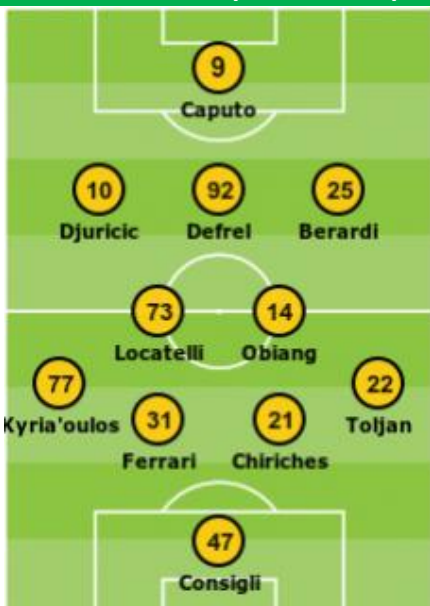 9
Caputo
10 92 25
Djuricic Defrel Berardi
73 14
Locatelli Obiang
77 22
Kyria'oulos Toljan
31 21
Ferrari Chiriches
47
Consigli